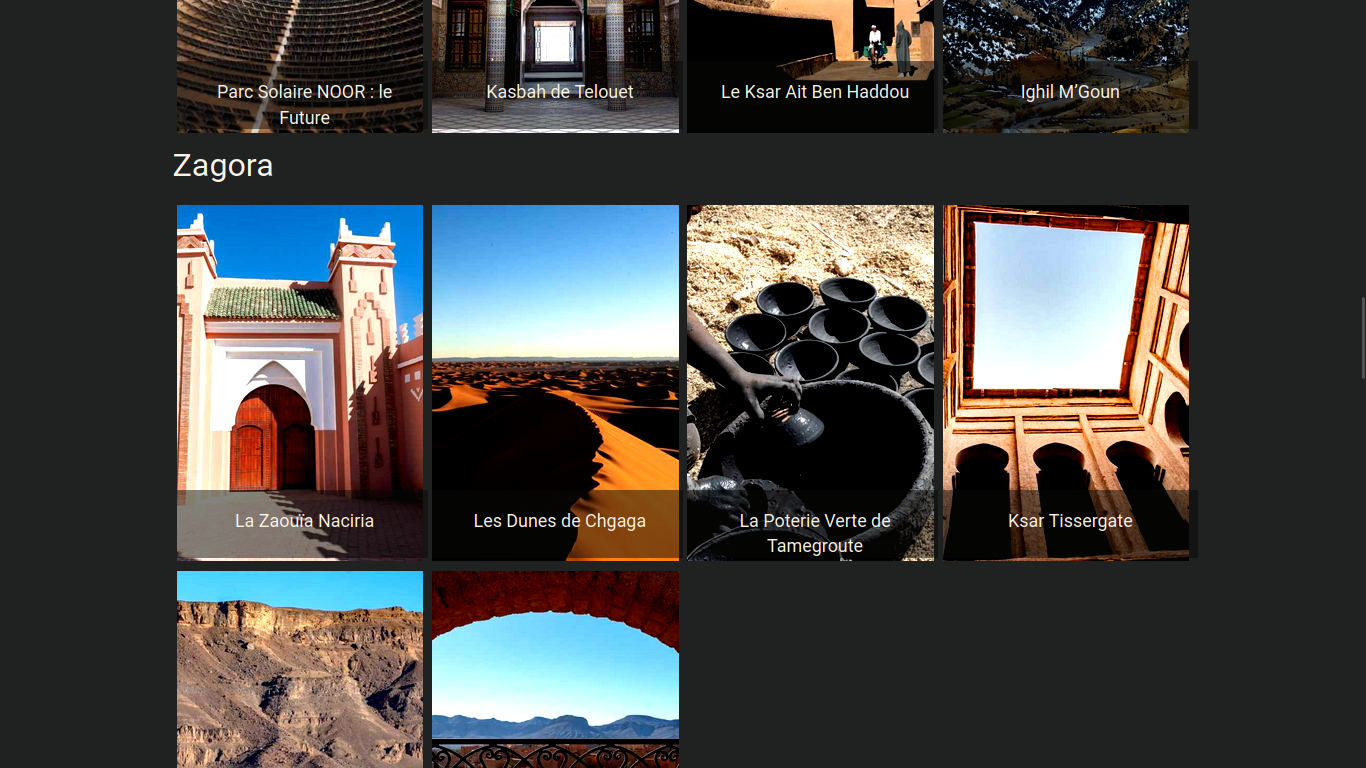 Parc Solaire NOOR : le
Future
Kasbah de Telouet
Le Ksar Ait Ben Haddou
Ighil M’Goun
Zagora
La Zaouia Naciria
Les Dunes de Chgaga
La Poterie Verte de
Tamegroute
Ksar Tissergate